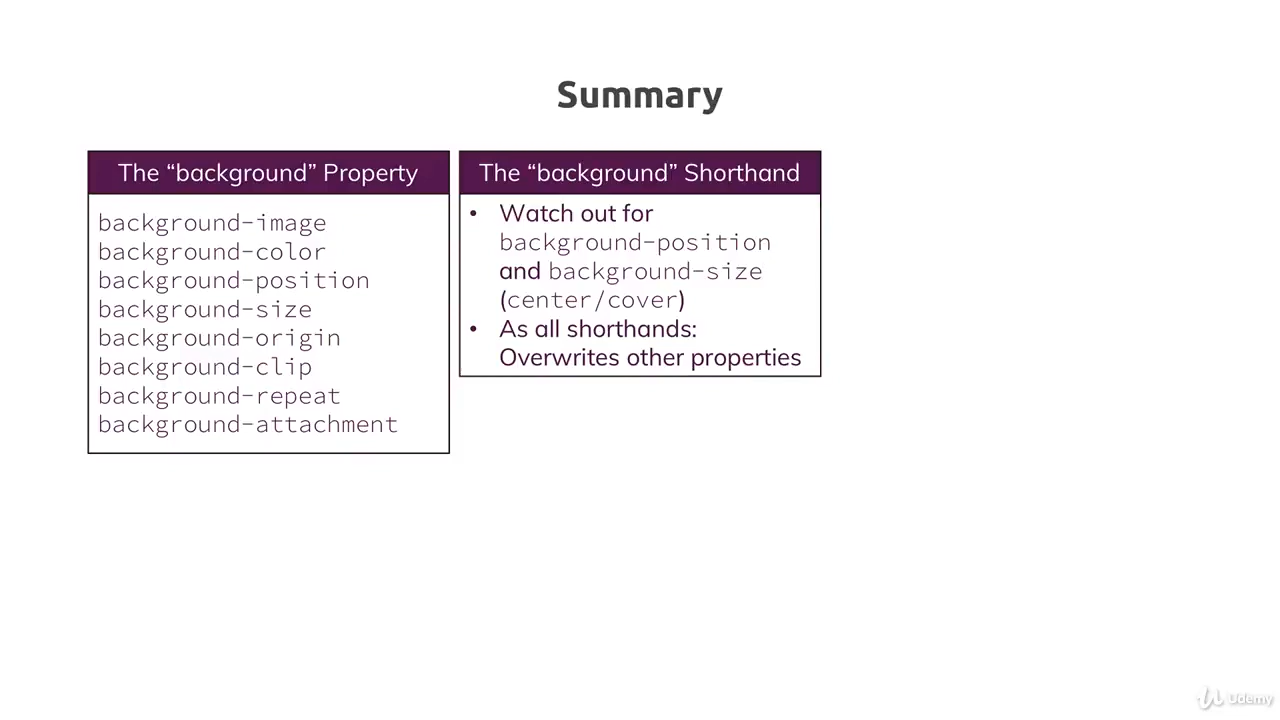 Summary
The “background” Property
background-image
background-color
background-position
background-size
background-origin
background-clip
background-repeat
background-attachment
The “background” Shorthand
• Watch out for
background-position
and background-size
(center/cover)
• As all shorthands:
Overwrites other properties
Udemy